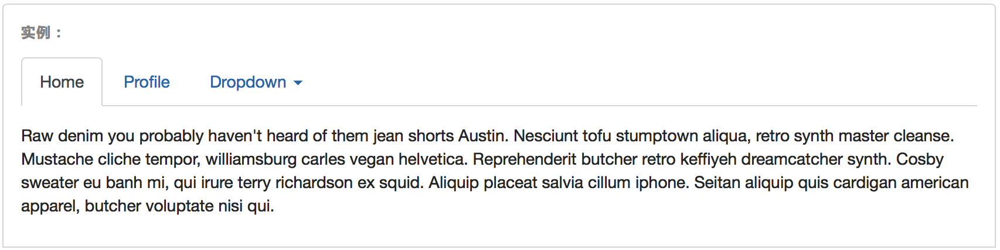 实例：
Home Profile Dropdown
Raw denim you probably haven't heard of them jean shorts Austin. Nesciunt tofu stumptown aliqua, retro synth master cleanse.
Mustache cliche tempor, williamsburg carles vegan helvetica. Reprehenderit butcher retro keffiyeh dreamcatcher synth. Cosby
sweater eu banh mi, qui irure terry richardson ex squid. Aliquip placeat salvia cillum iphone. Seitan aliquip quis cardigan american
apparel, butcher voluptate nisi qui.